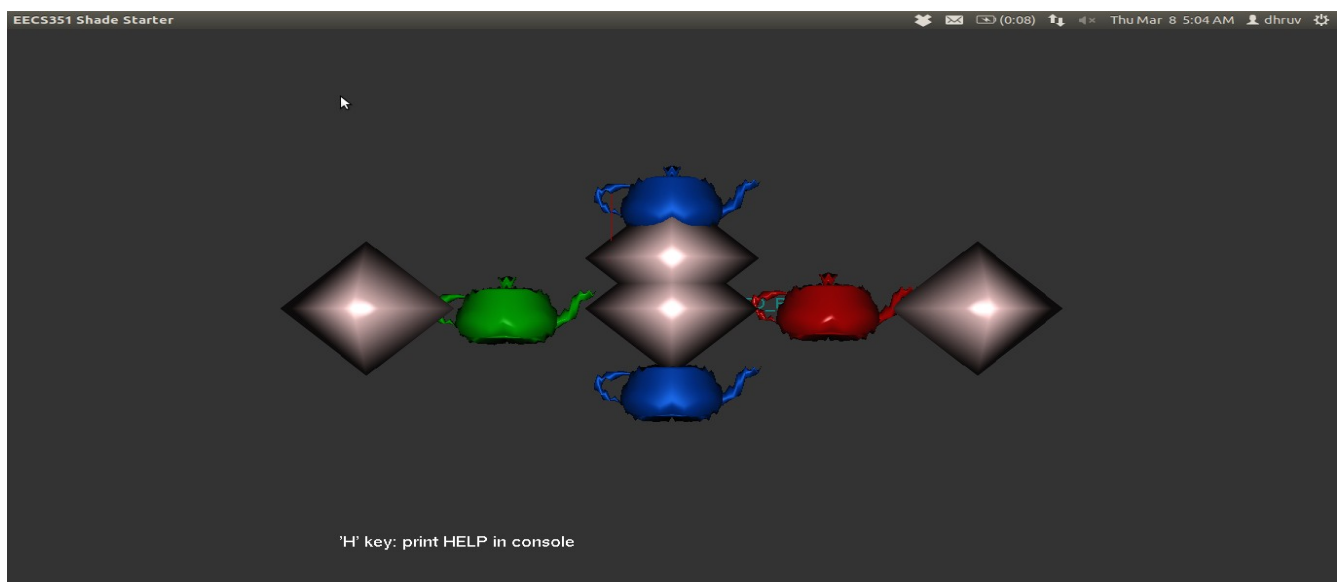 EECS351 Shade Starter (0:08) Thu Mar 8 5:04 AM dhruv
'H' key: print HELP in console